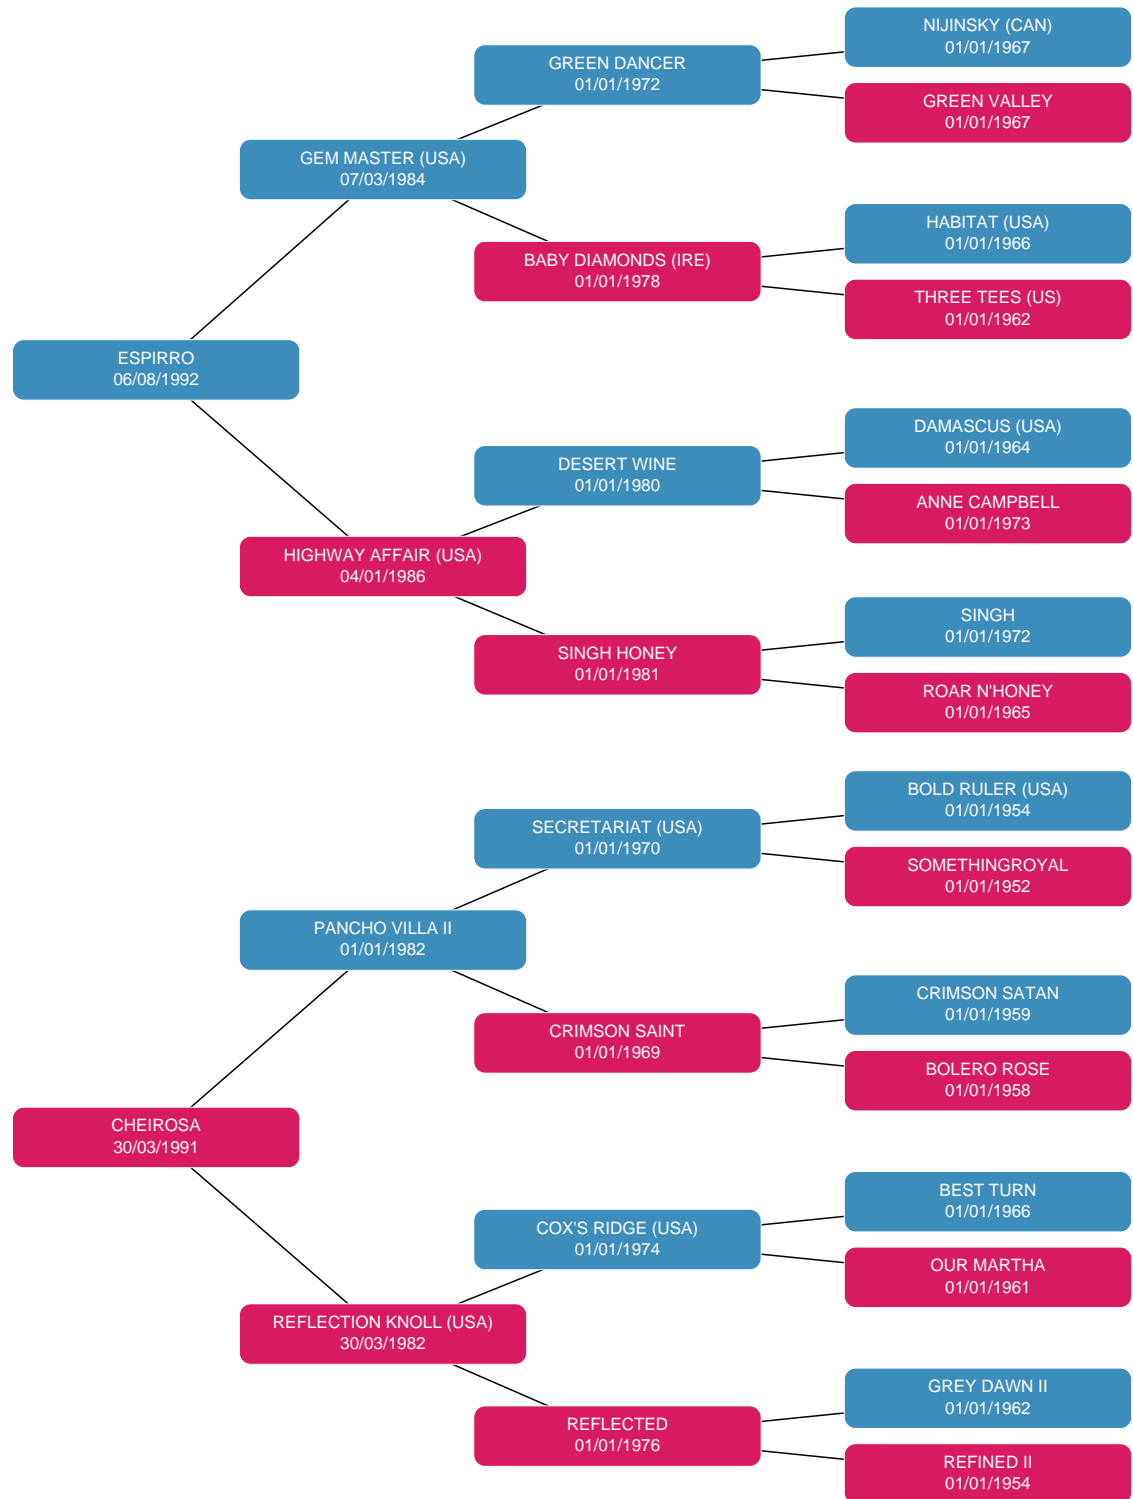 NIJINSKY (CAN)
01/01/1967
GREEN DANCER
01/01/1972
GREEN VALLEY
01/01/1967
GEM MASTER (USA)
07/03/1984
HABITAT (USA)
01/01/1966
BABY DIAMONDS (IRE)
01/01/1978
THREE TEES (US)
01/01/1962
ESPIRRO
06/08/1992
DAMASCUS (USA)
01/01/1964
DESERT WINE
01/01/1980
ANNE CAMPBELL
01/01/1973
HIGHWAY AFFAIR (USA)
04/01/1986
SINGH
01/01/1972
SINGH HONEY
01/01/1981
ROAR N'HONEY
01/01/1965
BOLD RULER (USA)
01/01/1954
SECRETARIAT (USA)
01/01/1970
SOMETHINGROYAL
01/01/1952
PANCHO VILLA II
01/01/1982
CRIMSON SATAN
01/01/1959
CRIMSON SAINT
01/01/1969
BOLERO ROSE
01/01/1958
CHEIROSA
30/03/1991
BEST TURN
01/01/1966
COX'S RIDGE (USA)
01/01/1974
OUR MARTHA
01/01/1961
REFLECTION KNOLL (USA)
30/03/1982
GREY DAWN II
01/01/1962
REFLECTED
01/01/1976
REFINED II
01/01/1954